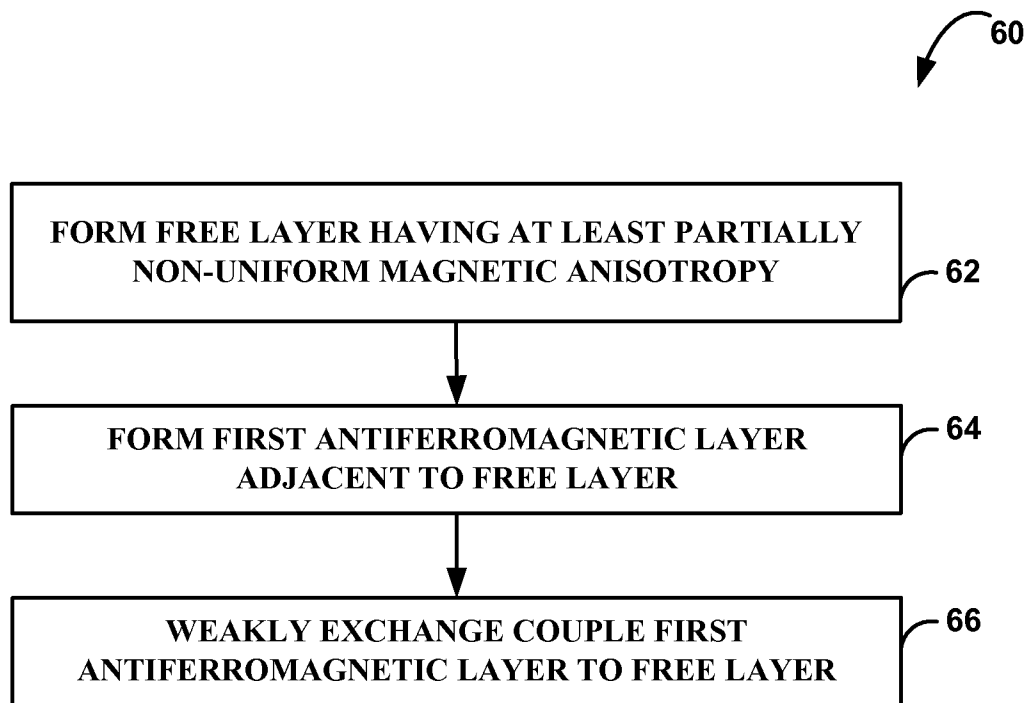 60
FORM FREE LAYER HAVING AT LEAST PARTIALLY
NON-UNIFORM MAGNETIC ANISOTROPY
62
FORM FIRST ANTIFERROMAGNETIC LAYER
ADJACENT TO FREE LAYER
64
WEAKLY EXCHANGE COUPLE FIRST
ANTIFERROMAGNETIC LAYER TO FREE LAYER
66